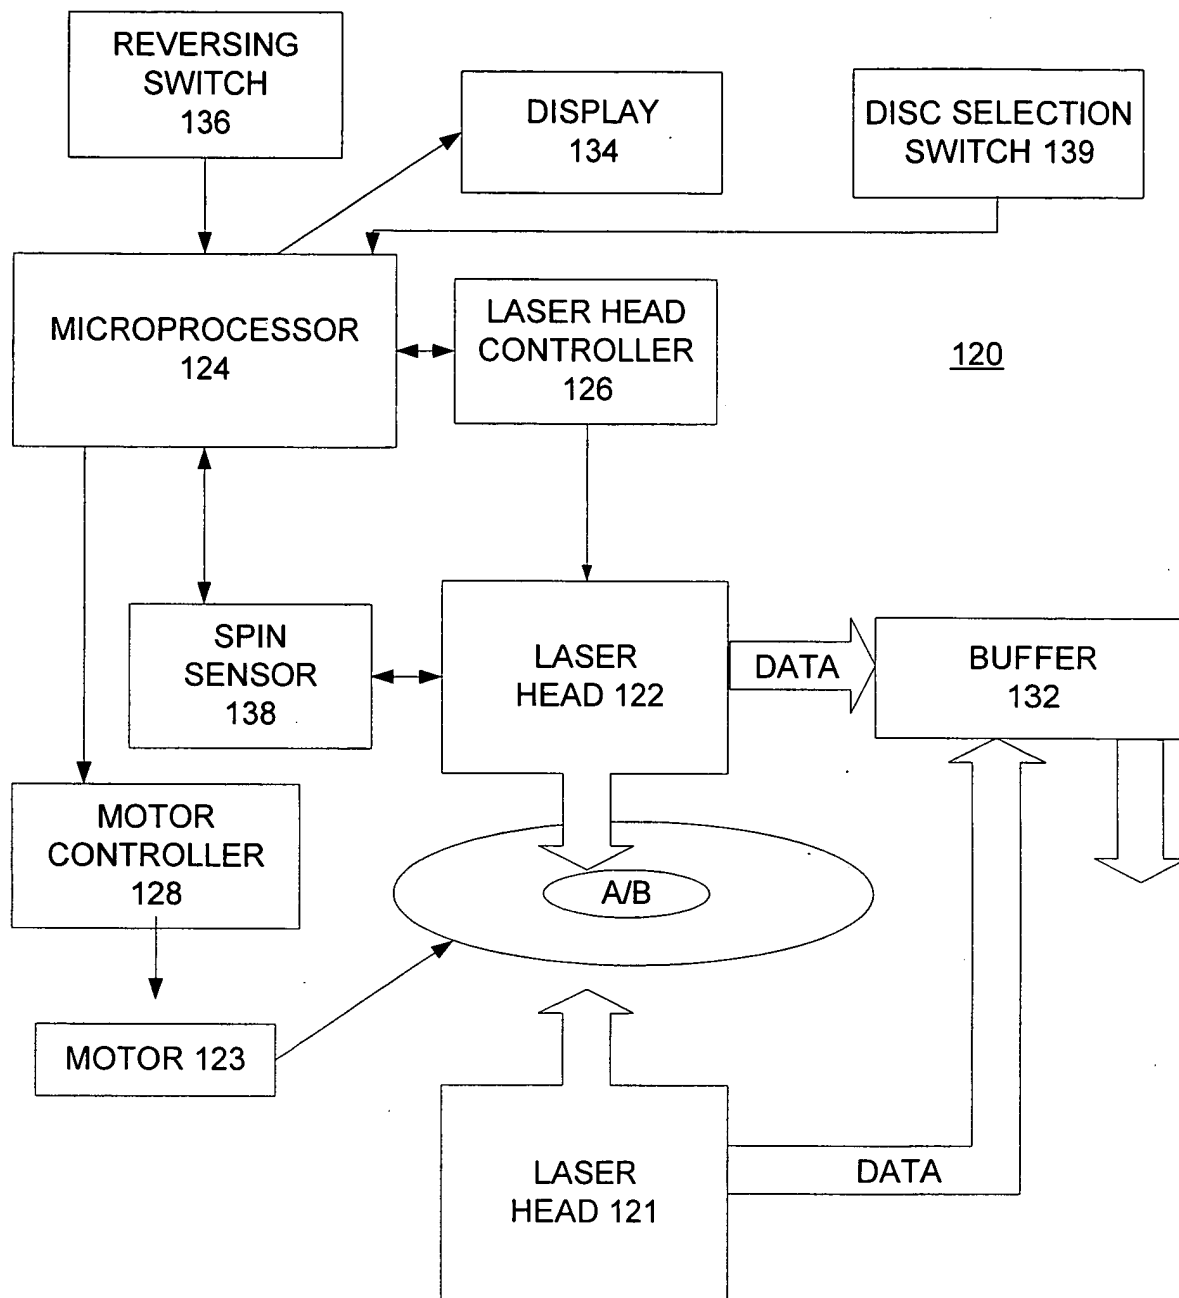 REVERSING
SWITCH
136
DISPLAY
134
DISC SELECTION
SWITCH 139
MICROPROCESSOR
124
LASER HEAD
CONTROLLER
126
120
SPIN
SENSOR
138
LASER
HEAD 122
DATA
BUFFER
132
MOTOR
CONTROLLER
128
A/B
MOTOR 123
LASER
HEAD 121
DATA